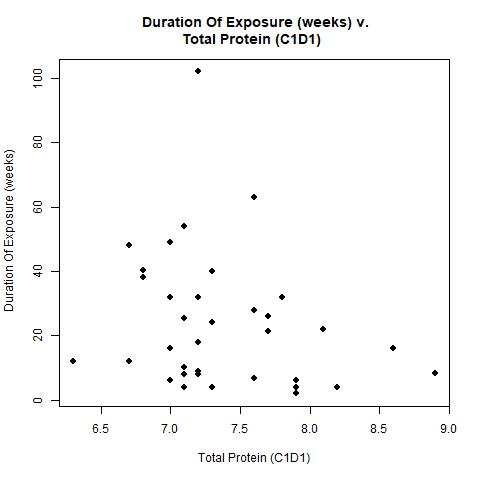 Duration Of Exposure (weeks) v.
Total Protein (C1D1)
Duration Of Exposure (weeks)
100
80
60
40
20
0
6.5 7.0 7.5 8.0 8.5 9.0
Total Protein (C1D1)